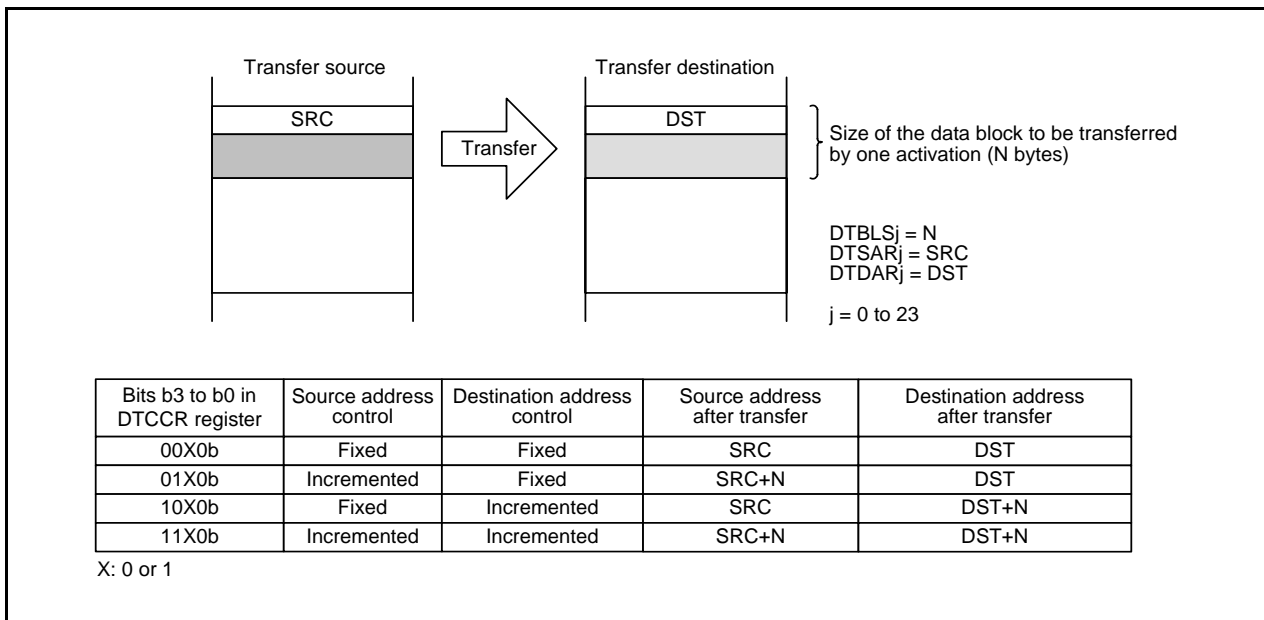 Transfer source
Transfer destination
SRC
DST
Transfer
Size of the data block to be transferred
by one activation (N bytes)
DTBLSj = N
DTSARj = SRC
DTDARj = DST
j = 0 to 23
Bits b3 to b0 in DTCCR register | Source address control | Destination address control | Source address after transfer | Destination address after transfer
00X0b | Fixed | Fixed | SRC | DST
01X0b | Incremented | Fixed | SRC+N | DST
10X0b | Fixed | Incremented | SRC | DST+N
11X0b | Incremented | Incremented | SRC+N | DST+N
X: 0 or 1